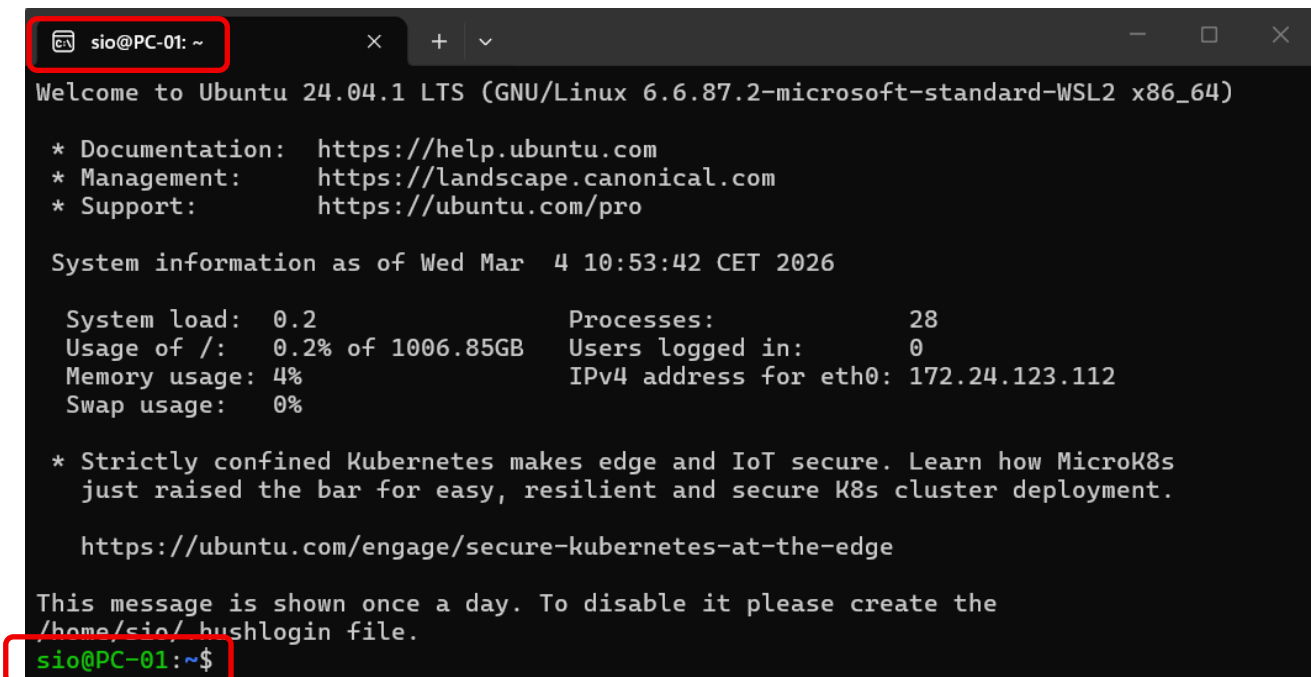 sio@PC-01: ~
Welcome to Ubuntu 24.04.1 LTS (GNU/Linux 6.6.87.2-microsoft-standard-WSL2 x86_64)
* Documentation:  https://help.ubuntu.com
* Management:     https://landscape.canonical.com
* Support:        https://ubuntu.com/pro
System information as of Wed Mar  4 10:53:42 CET 2026
System load:  0.2                 Processes:             28
Usage of /:   0.2% of 1006.85GB   Users logged in:       0
Memory usage: 4%                  IPv4 address for eth0: 172.24.123.112
Swap usage:   0%
* Strictly confined Kubernetes makes edge and IoT secure. Learn how MicroK8s
just raised the bar for easy, resilient and secure K8s cluster deployment.
https://ubuntu.com/engage/secure-kubernetes-at-the-edge
This message is shown once a day. To disable it please create the
/home/sio/.hushlogin file.
sio@PC-01:~$